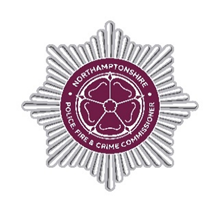 NORTHAMPTONSHIRE
POLICE, FIRE & CRIME COMMISSIONER